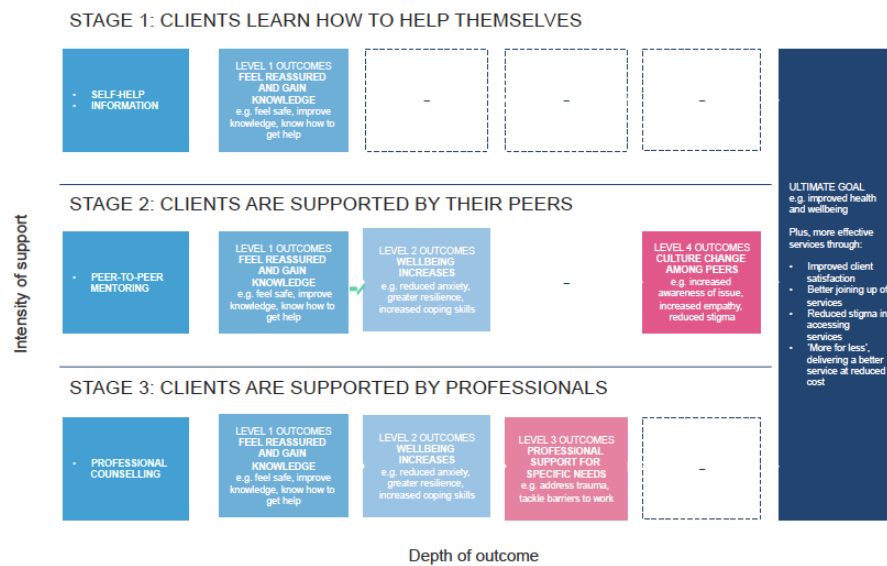 STAGE 1: CLIENTS LEARN HOW TO HELP THEMSELVES
• SELF-HELP
• INFORMATION
LEVEL 1 OUTCOMES
FEEL REASSURED
AND GAIN
KNOWLEDGE
e.g. feel safe, improve
knowledge, know how to
get help
–
–
–
STAGE 2: CLIENTS ARE SUPPORTED BY THEIR PEERS
• PEER-TO-PEER
MENTORING
LEVEL 1 OUTCOMES
FEEL REASSURED
AND GAIN
KNOWLEDGE
e.g. feel safe, improve
knowledge, know how to
get help
LEVEL 2 OUTCOMES
WELLBEING
INCREASES
e.g. reduced anxiety,
greater resilience,
increased coping skills
–
LEVEL 4 OUTCOMES
CULTURE CHANGE
AMONG PEERS
e.g. increased
awareness of issue,
increased empathy,
reduced stigma
STAGE 3: CLIENTS ARE SUPPORTED BY PROFESSIONALS
• PROFESSIONAL
COUNSELLING
LEVEL 1 OUTCOMES
FEEL REASSURED
AND GAIN
KNOWLEDGE
e.g. feel safe, improve
knowledge, know how to
get help
LEVEL 2 OUTCOMES
WELLBEING
INCREASES
e.g. reduced anxiety,
greater resilience,
increased coping skills
LEVEL 3 OUTCOMES
PROFESSIONAL
SUPPORT FOR
SPECIFIC NEEDS
e.g. address trauma,
tackle barriers to work
–
ULTIMATE GOAL
e.g. improved health
and wellbeing
Plus, more effective
services through:
• Improved client
satisfaction
• Better joining up of
services
• Reduced stigma in
accessing
services
• 'More for less',
delivering a better
service at reduced
cost
Intensity of support
Depth of outcome